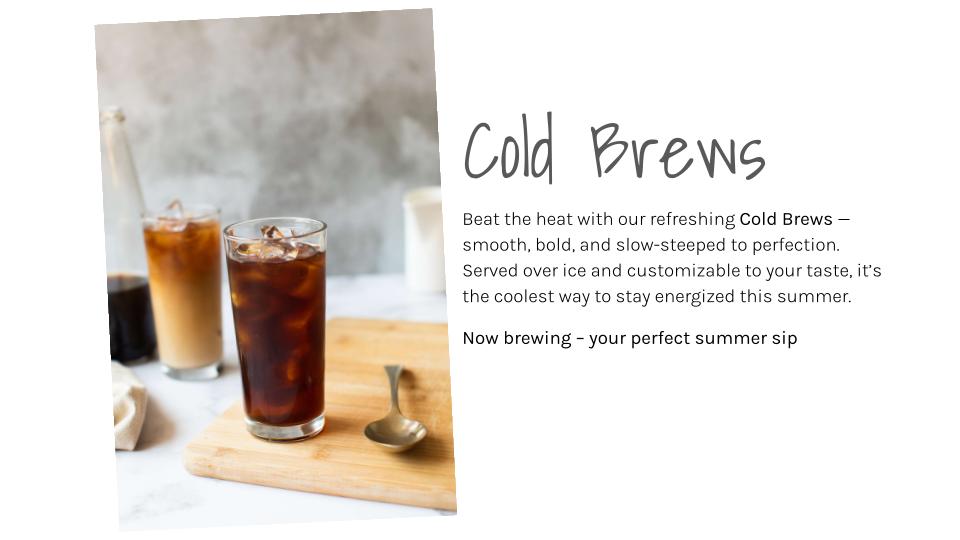 Cold Brews
Beat the heat with our refreshing Cold Brews —
smooth, bold, and slow-steeped to perfection.
Served over ice and customizable to your taste, it’s
the coolest way to stay energized this summer.
Now brewing – your perfect summer sip